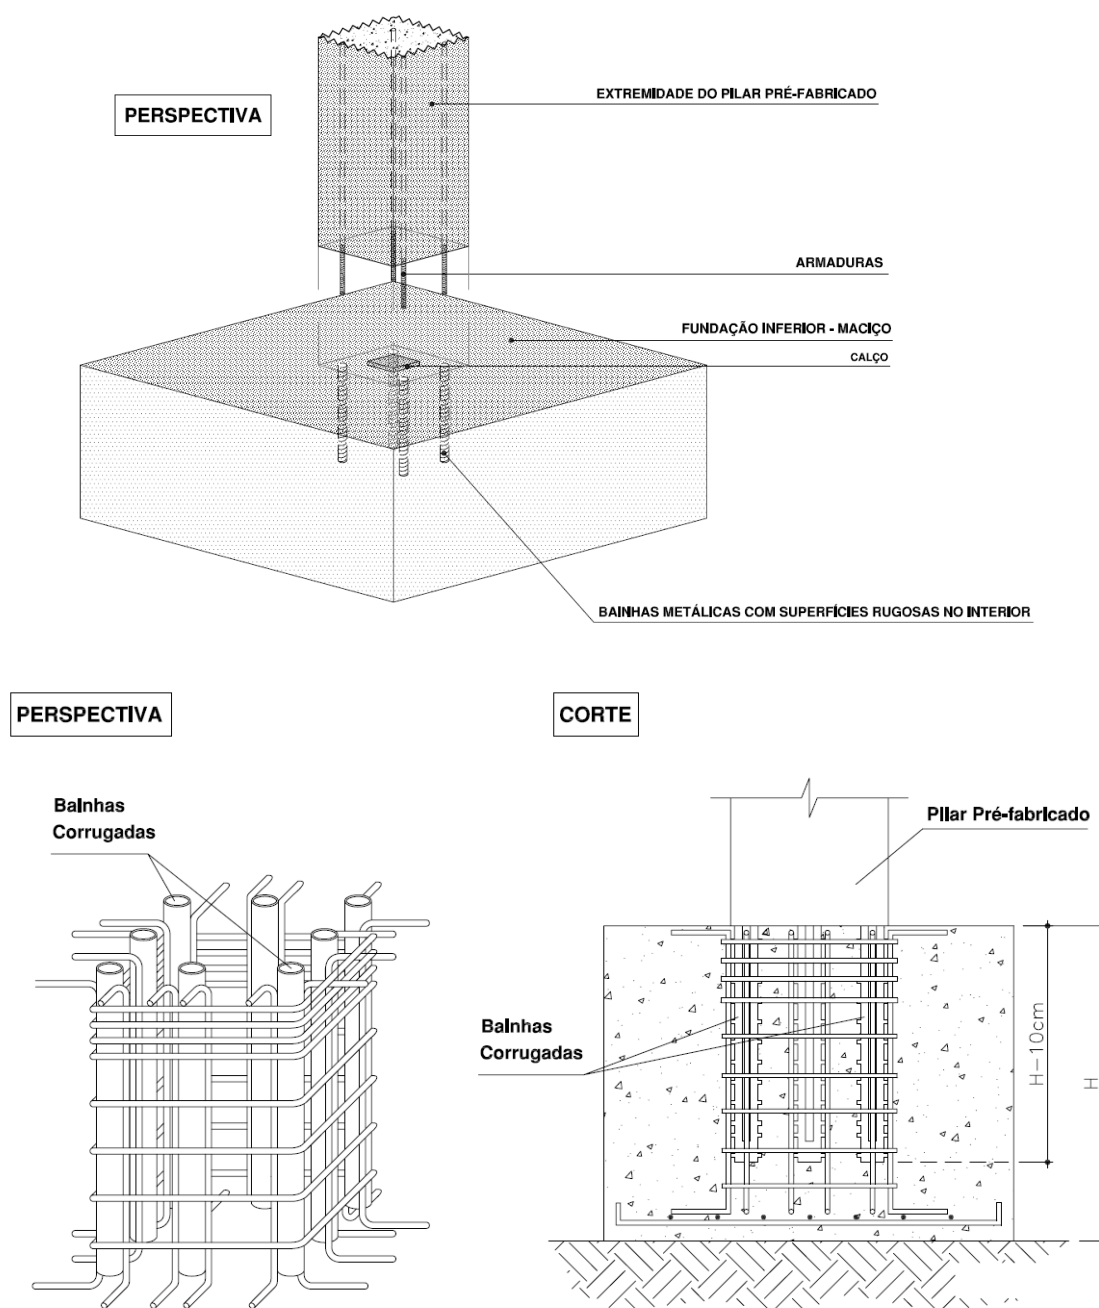 EXTREMIDADE DO PILAR PRÉ-FABRICADO
PERSPECTIVA
ARMADURAS
FUNDAÇÃO INFERIOR - MACIÇO
CALÇO
BAINHAS METÁLICAS COM SUPERFÍCIES RUGOSAS NO INTERIOR
PERSPECTIVA
CORTE
Bainhas
Corrugadas
Pilar Pré-fabricado
Bainhas
Corrugadas
H-10cm
H